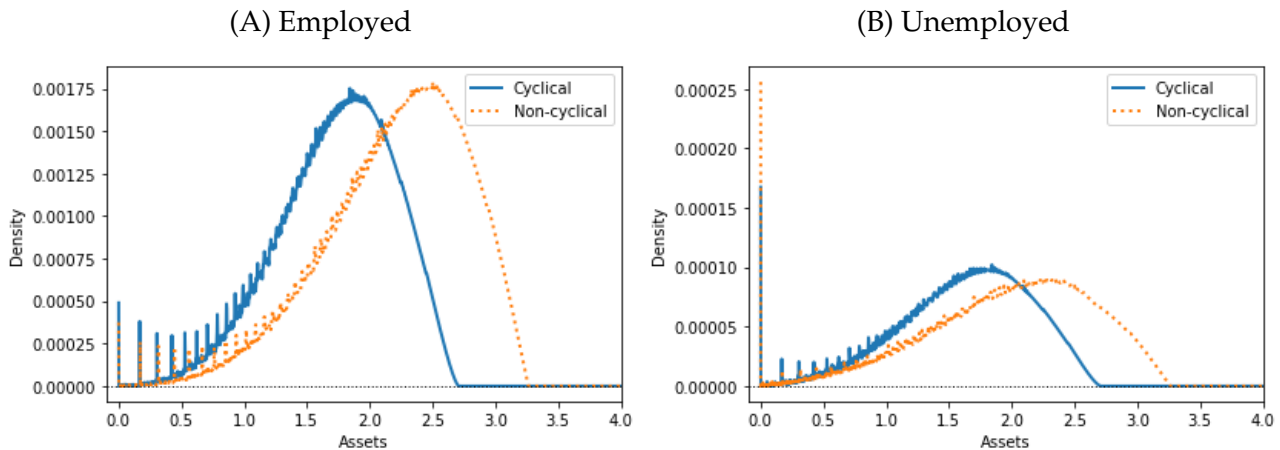 (A) Employed
(B) Unemployed
0.00175
0.00150
0.00125
0.00100
0.00075
0.00050
0.00025
0.00000
Density
Cyclical
Non-cyclical
0.0 0.5 1.0 1.5 2.0 2.5 3.0 3.5 4.0
Assets
0.00025
0.00020
0.00015
0.00010
0.00005
0.00000
Density
Cyclical
Non-cyclical
0.0 0.5 1.0 1.5 2.0 2.5 3.0 3.5 4.0
Assets